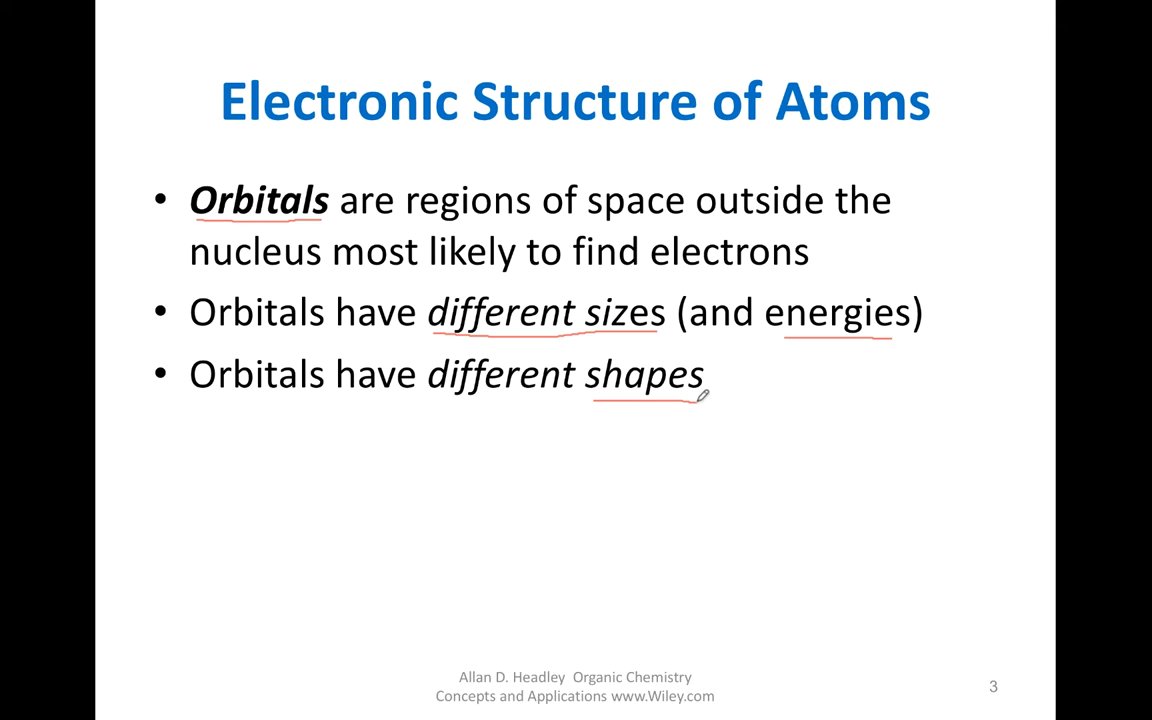 Electronic Structure of Atoms
• Orbitals are regions of space outside the
nucleus most likely to find electrons
• Orbitals have different sizes (and energies)
• Orbitals have different shapes
Allan D. Headley Organic Chemistry
Concepts and Applications www.Wiley.com
3